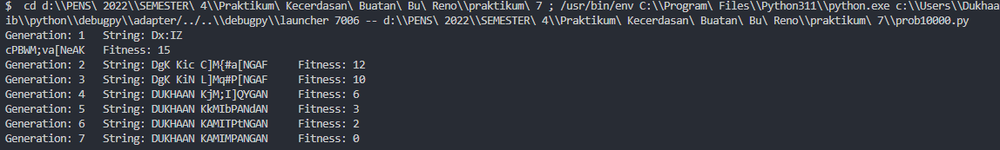 $  cd d:\\PENS\ 2022\\SEMESTER\ 4\\Praktikum\ Kecerdasan\ Buatan\ Bu\ Reno\\praktikum\ 7 ; /usr/bin/env C:\\Program\ Files\\Python311\\python.exe c:\\Users\\Dukhaa
ib\\python\\debugpy\\adapter/../..\\debugpy\\launcher 7006 -- d:\\PENS\ 2022\\SEMESTER\ 4\\Praktikum\ Kecerdasan\ Buatan\ Bu\ Reno\\praktikum\ 7\\prob10000.py
Generation: 1   String: Dx:IZ
cPBWM;va[NeAK   Fitness: 15
Generation: 2   String: DgK Kic C]M{#a[NGAF     Fitness: 12
Generation: 3   String: DgK KiN L]Mq#P[NGAF     Fitness: 10
Generation: 4   String: DUKHAAN KjM;I]QYGAN     Fitness: 6
Generation: 5   String: DUKHAAN KkMIbPANdAN     Fitness: 3
Generation: 6   String: DUKHAAN KAMITPtNGAN     Fitness: 2
Generation: 7   String: DUKHAAN KAMIMPANGAN     Fitness: 0